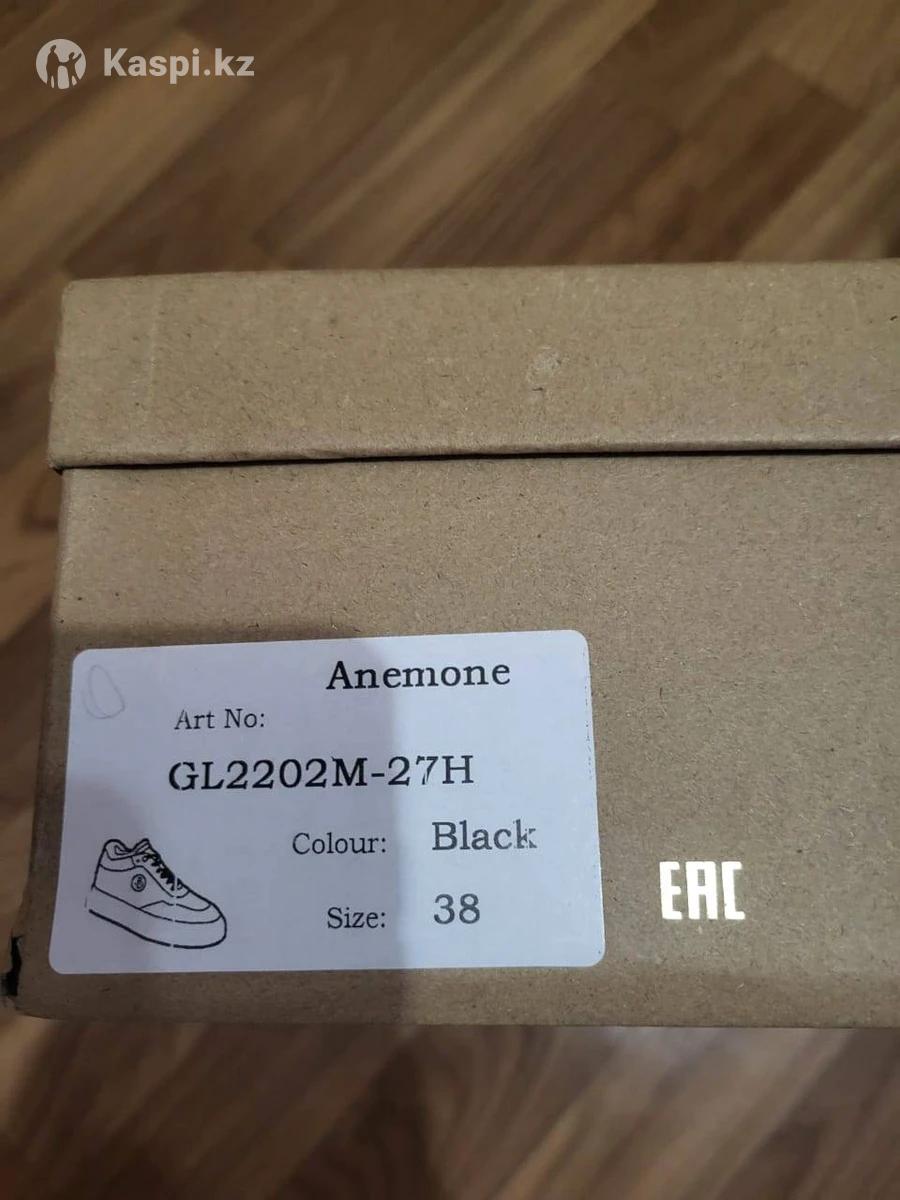 Kaspi.kz
Anemone
Art No:
GL2202M-27H
Colour: Black
Size: 38
EAC